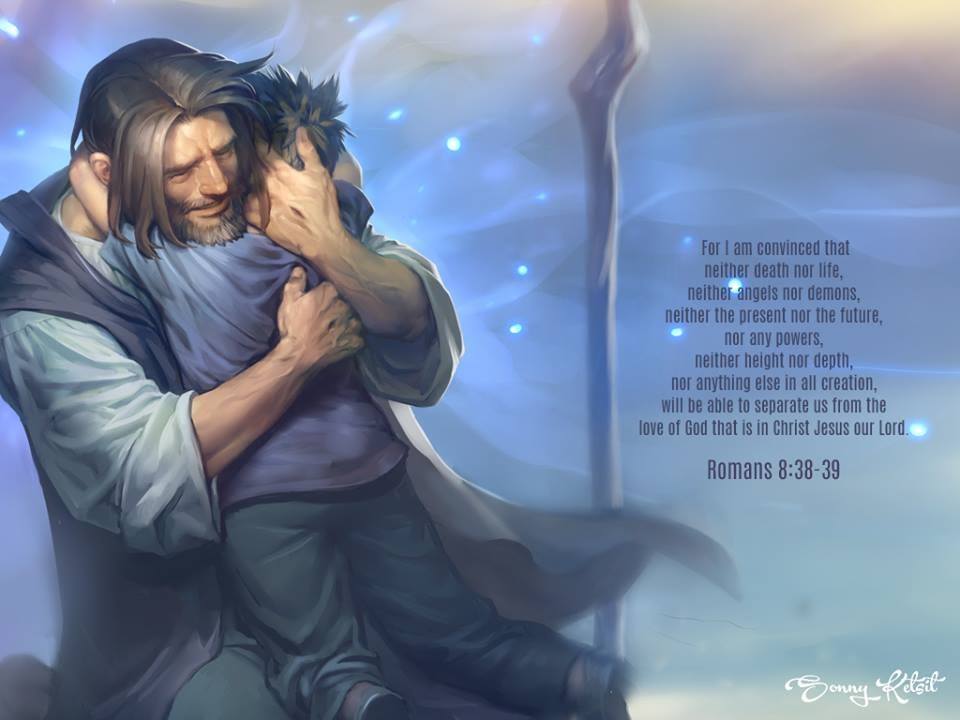 For I am convinced that
neither death nor life,
neither angels nor demons,
neither the present nor the future,
nor any powers,
neither height nor depth,
nor anything else in all creation,
will be able to separate us from the
love of God that is in Christ Jesus our Lord.
Romans 8:38-39
Sonny Ketsit